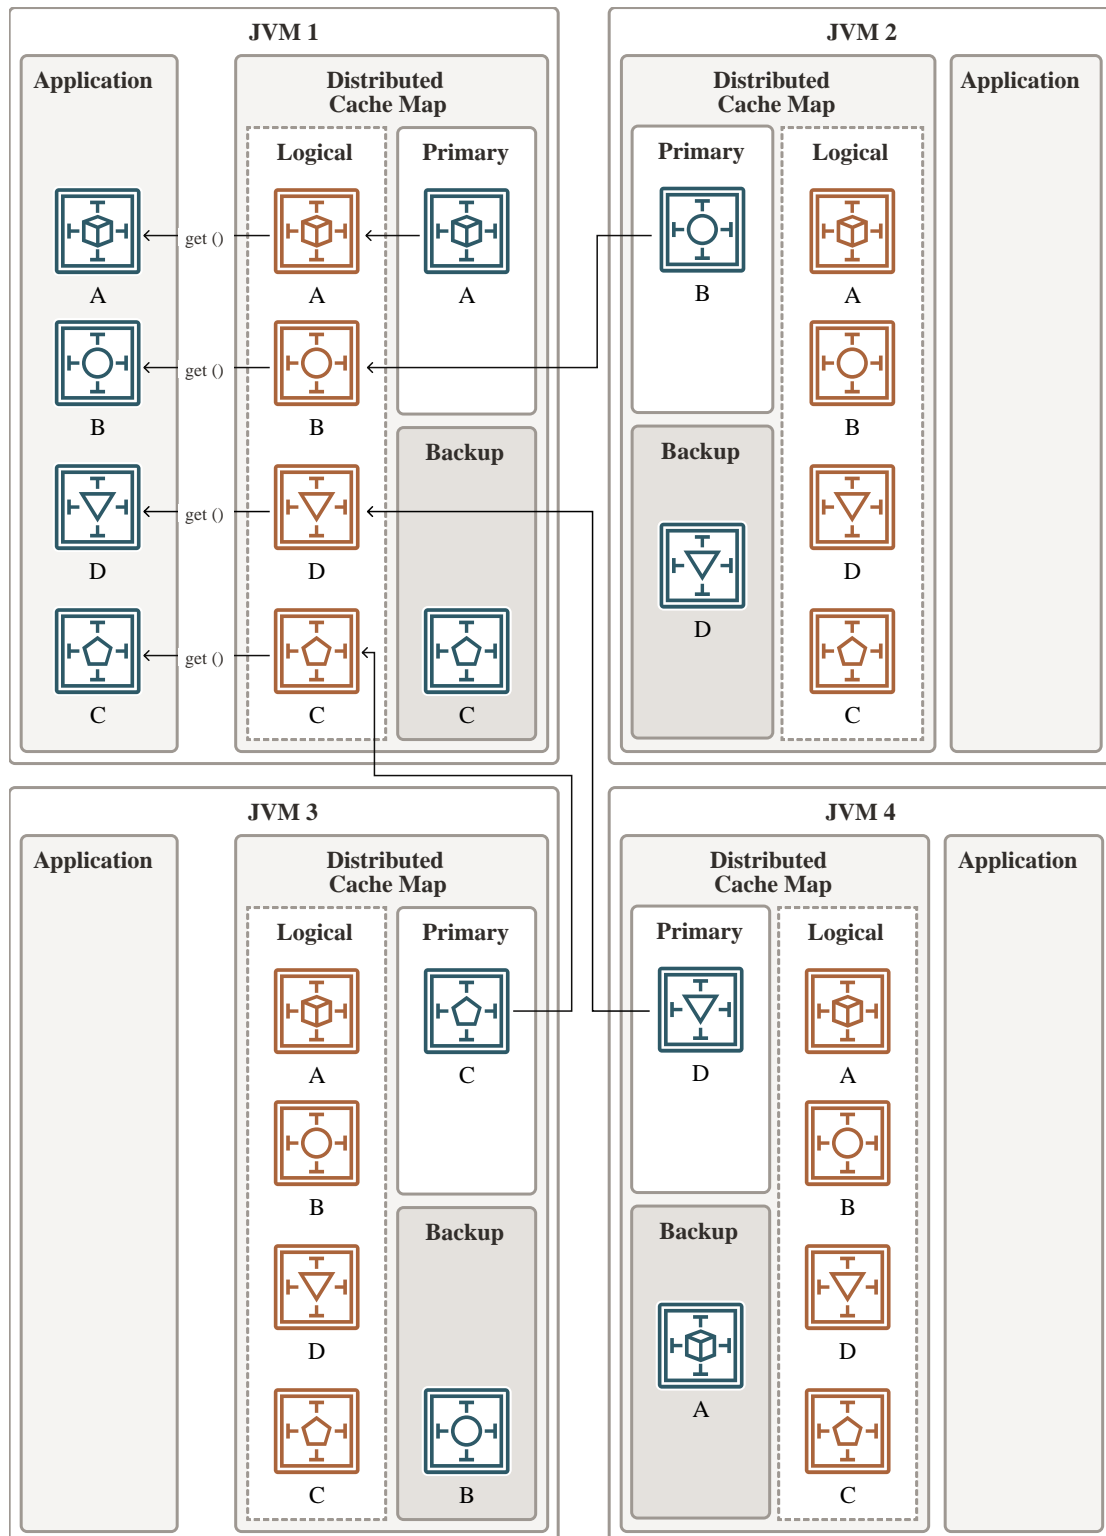 JVM 1
Application
Distributed
Cache Map
Logical
Primary
get ()
A
A
A
get ()
B
B
Backup
get ()
D
D
get ()
C
C
C
JVM 2
Distributed
Cache Map
Application
Primary
Logical
B
A
B
Backup
D
D
C
JVM 3
Application
Distributed
Cache Map
Logical
Primary
A
C
B
Backup
D
C
B
JVM 4
Distributed
Cache Map
Application
Primary
Logical
D
A
B
Backup
D
A
C